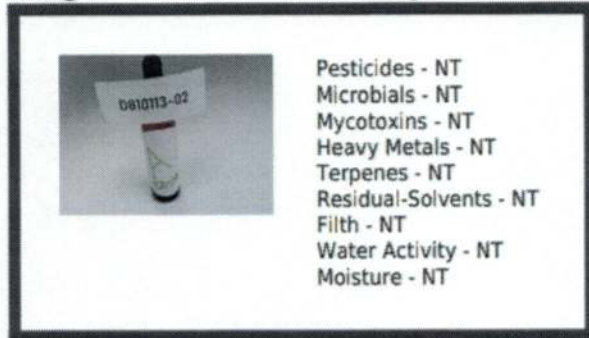 D810113-02
Pesticides - NT
Microbials - NT
Mycotoxins - NT
Heavy Metals - NT
Terpenes - NT
Residual-Solvents - NT
Filth - NT
Water Activity - NT
Moisture - NT